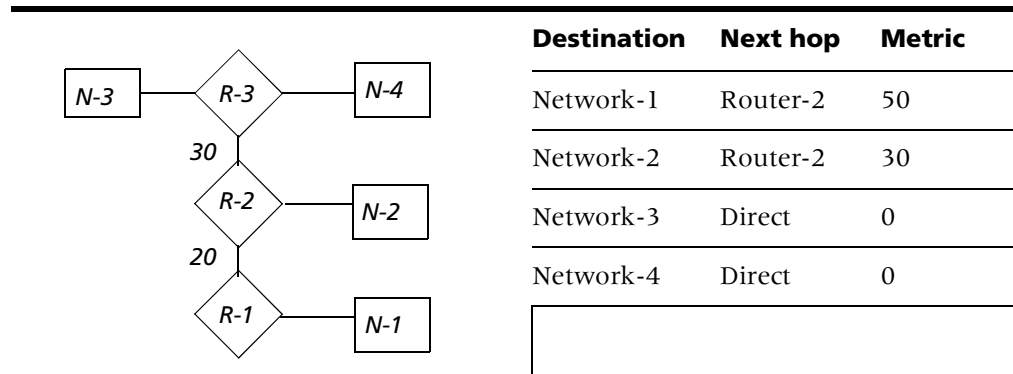 N-3
R-3
N-4
30
R-2
N-2
20
R-1
N-1
Destination Next hop Metric
Network-1 Router-2 50
Network-2 Router-2 30
Network-3 Direct 0
Network-4 Direct 0